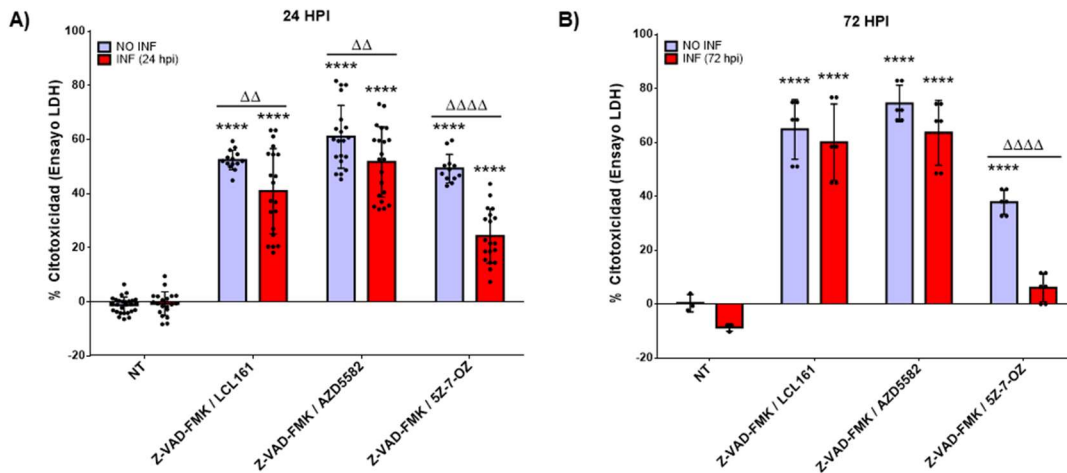 A)
24 HPI
% Citotoxicidad (Ensayo LDH)
100
80
60
40
20
0
-20
NO INF
INF (24 hpi)
ΔΔ
****
****
ΔΔ
****
****
ΔΔΔΔ
****
****
NT
Z-VAD-FMK / LCL161
Z-VAD-FMK / AZD5582
Z-VAD-FMK / 5Z-7-OZ
B)
72 HPI
% Citotoxicidad (Ensayo LDH)
100
80
60
40
20
0
-20
NO INF
INF (72 hpi)
****
****
****
****
ΔΔΔΔ
****
NT
Z-VAD-FMK / LCL161
Z-VAD-FMK / AZD5582
Z-VAD-FMK / 5Z-7-OZ